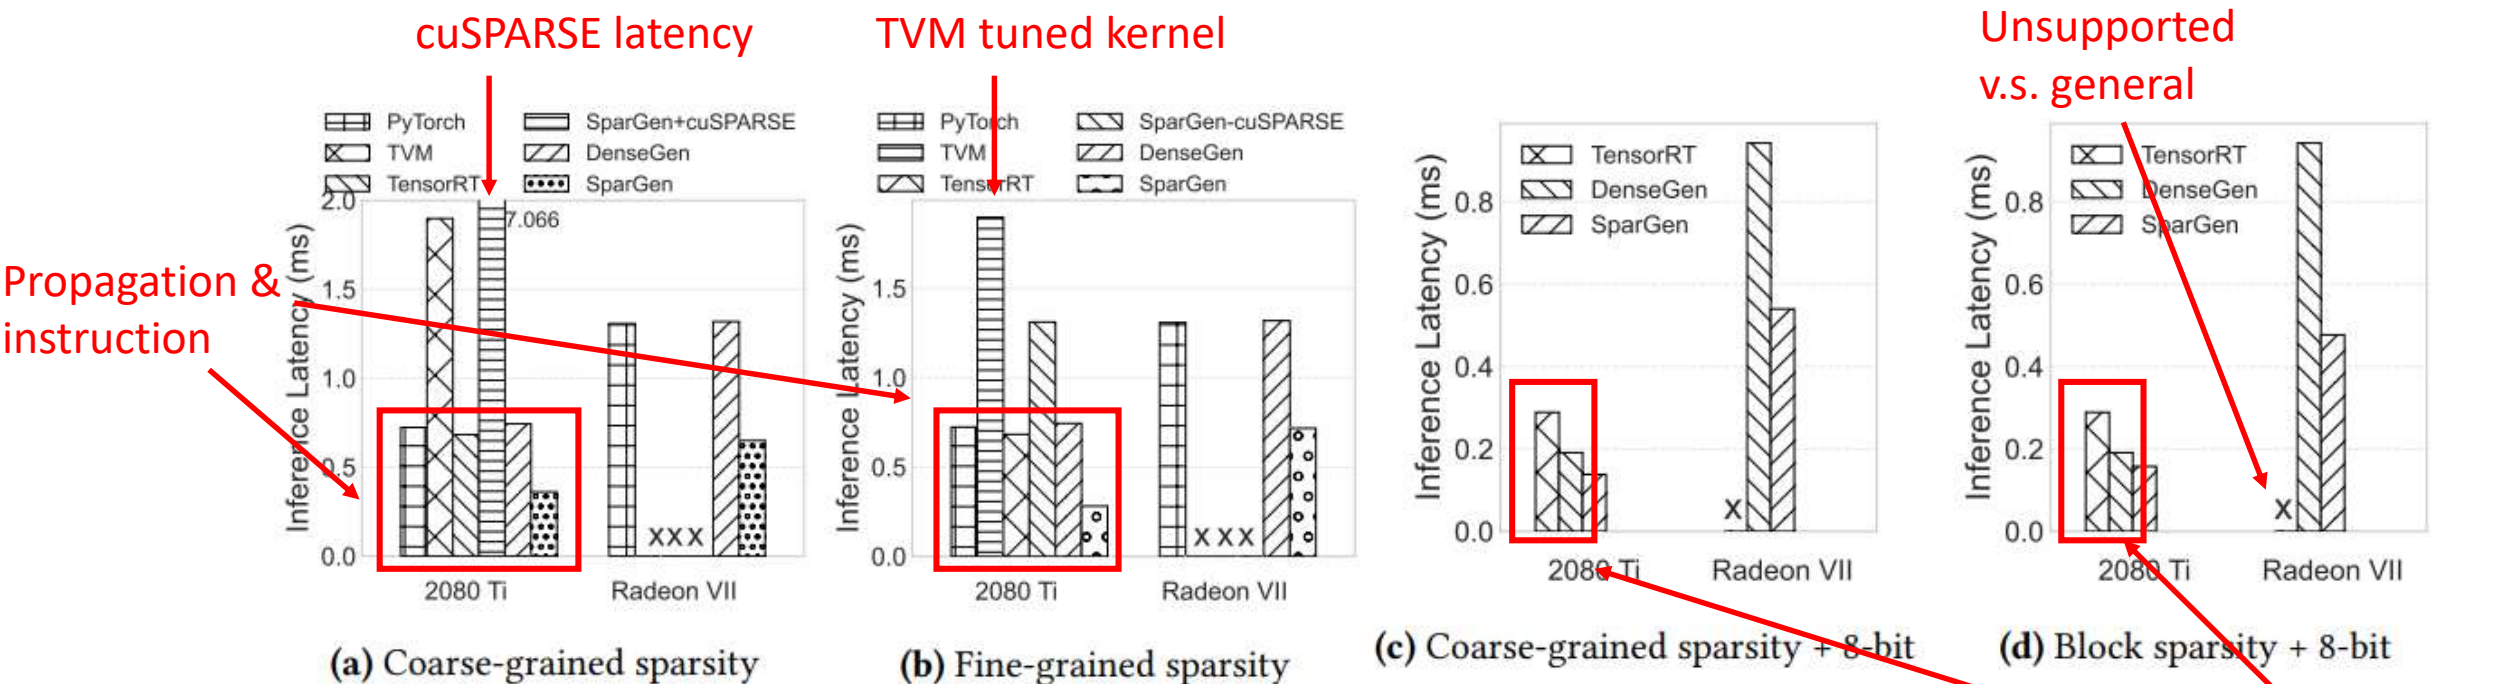 cuSPARSE latency
TVM tuned kernel
Unsupported
v.s. general
Propagation &
instruction
PyTorch
TVM
TensorRT
SparGen+cuSPARSE
DenseGen
SparGen
7.066
Inference Latency (ms)
2.0
1.5
1.0
0.5
0.0
XXX
2080 Ti
Radeon VII
(a) Coarse-grained sparsity
PyTorch
TVM
TensorRT
SparGen-cuSPARSE
DenseGen
SparGen
Inference Latency (ms)
1.5
1.0
0.5
0.0
X X X
2080 Ti
Radeon VII
(b) Fine-grained sparsity
TensorRT
DenseGen
SparGen
Inference Latency (ms)
0.8
0.6
0.4
0.2
0.0
X
2080 Ti
Radeon VII
(c) Coarse-grained sparsity + 8-bit
TensorRT
DenseGen
SparGen
Inference Latency (ms)
0.8
0.6
0.4
0.2
0.0
X
2080 Ti
Radeon VII
(d) Block sparsity + 8-bit